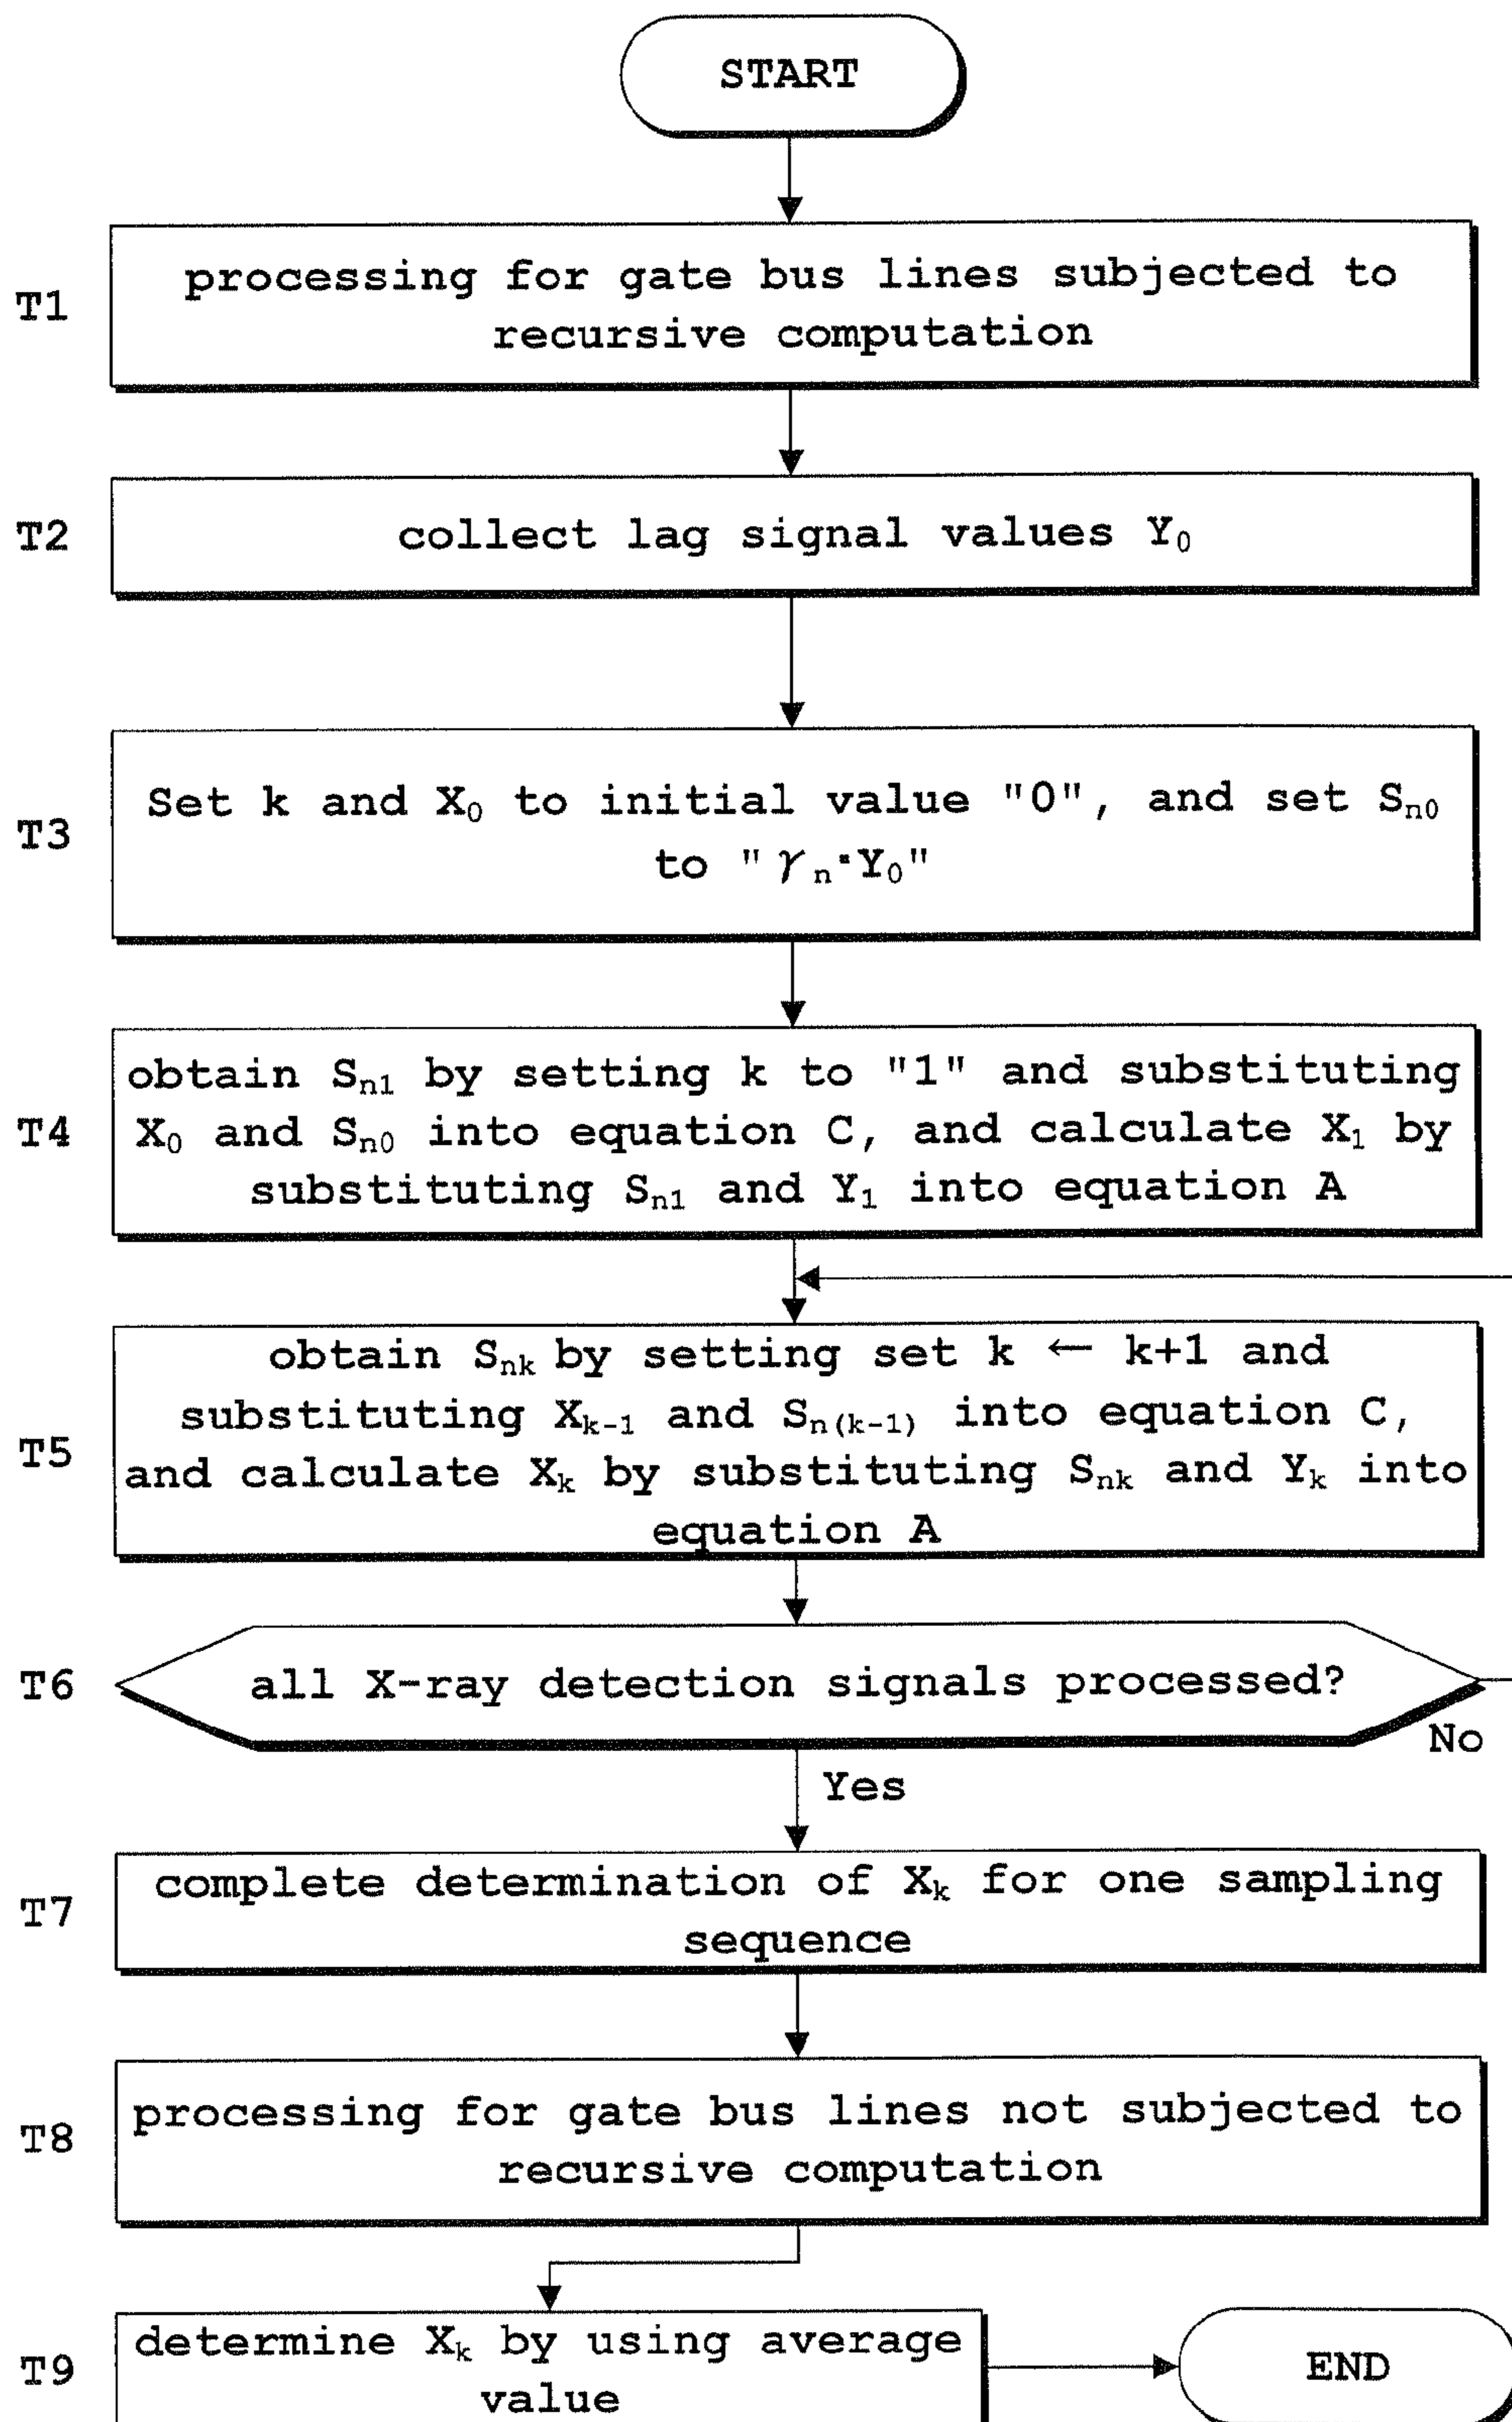 START
T1
processing for gate bus lines subjected to
recursive computation
T2
collect lag signal values Y₀
T3
Set k and X₀ to initial value "0", and set Sₙ₀
to "γₙ·Y₀"
T4
obtain Sₙ₁ by setting k to "1" and substituting
X₀ and Sₙ₀ into equation C, and calculate X₁ by
substituting Sₙ₁ and Y₁ into equation A
T5
obtain Sₙₖ by setting set k ← k+1 and
substituting Xₖ₋₁ and Sₙ₍ₖ₋₁₎ into equation C,
and calculate Xₖ by substituting Sₙₖ and Yₖ into
equation A
T6
all X-ray detection signals processed?
No
Yes
T7
complete determination of Xₖ for one sampling
sequence
T8
processing for gate bus lines not subjected to
recursive computation
T9
determine Xₖ by using average
value
END